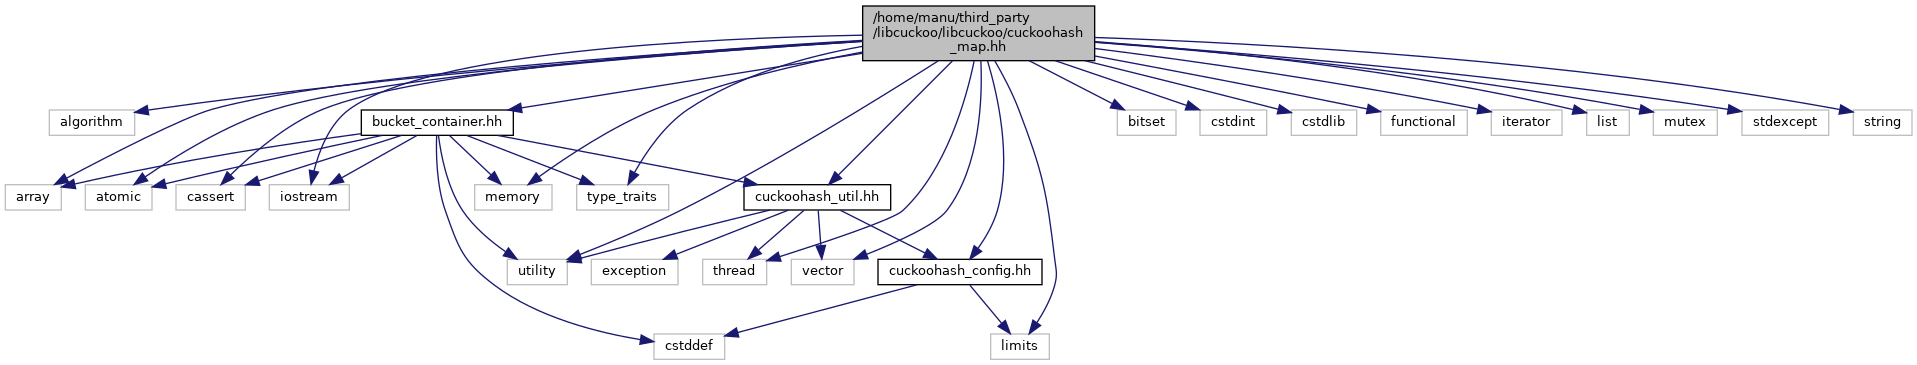 /home/manu/third_party
/libcuckoo/libcuckoo/cuckoohash
_map.hh
algorithm
bucket_container.hh
bitset
cstdint
cstdlib
functional
iterator
list
mutex
stdexcept
string
array
atomic
cassert
iostream
memory
type_traits
cuckoohash_util.hh
utility
exception
thread
vector
cuckoohash_config.hh
cstddef
limits